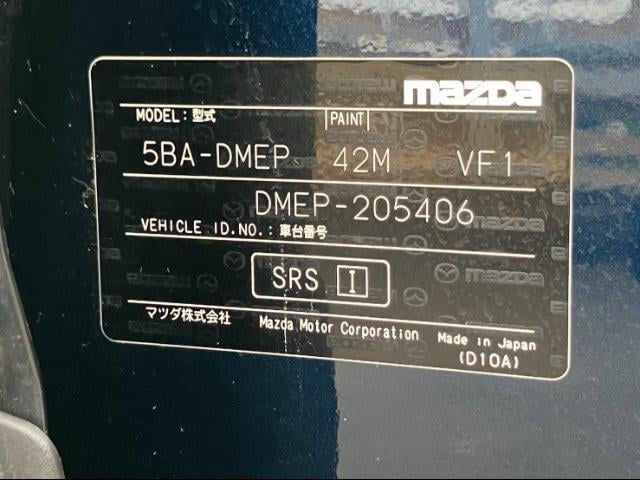 mazda
MODEL:型式 PAINT
5BA-DMEP 42M VF1
DMEP-205406
VEHICLE ID.NO.:車台番号
SRS I
マツダ株式会社 Mazda Motor Corporation Made in Japan
(D10A)